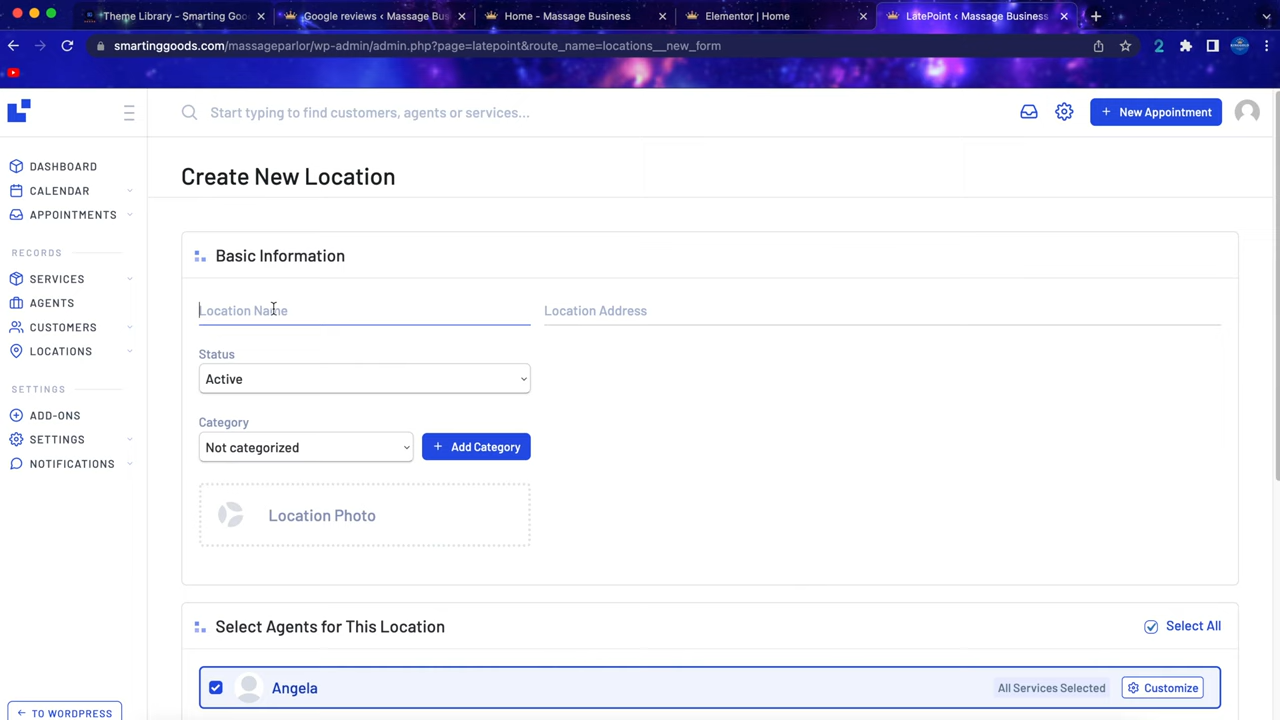 Theme Library - Smarting Goo
Google reviews ‹ Massage Bus
Home - Massage Business
Elementor | Home
LatePoint ‹ Massage Business
smartinggoods.com/massageparlor/wp-admin/admin.php?page=latepoint&route_name=locations__new_form
2
Start typing to find customers, agents or services...
+ New Appointment
DASHBOARD
CALENDAR
APPOINTMENTS
RECORDS
SERVICES
AGENTS
CUSTOMERS
LOCATIONS
SETTINGS
ADD-ONS
SETTINGS
NOTIFICATIONS
← TO WORDPRESS
Create New Location
Basic Information
Location Name
Location Address
Status
Active
Category
Not categorized
+ Add Category
Location Photo
Select Agents for This Location
Select All
Angela
All Services Selected
Customize